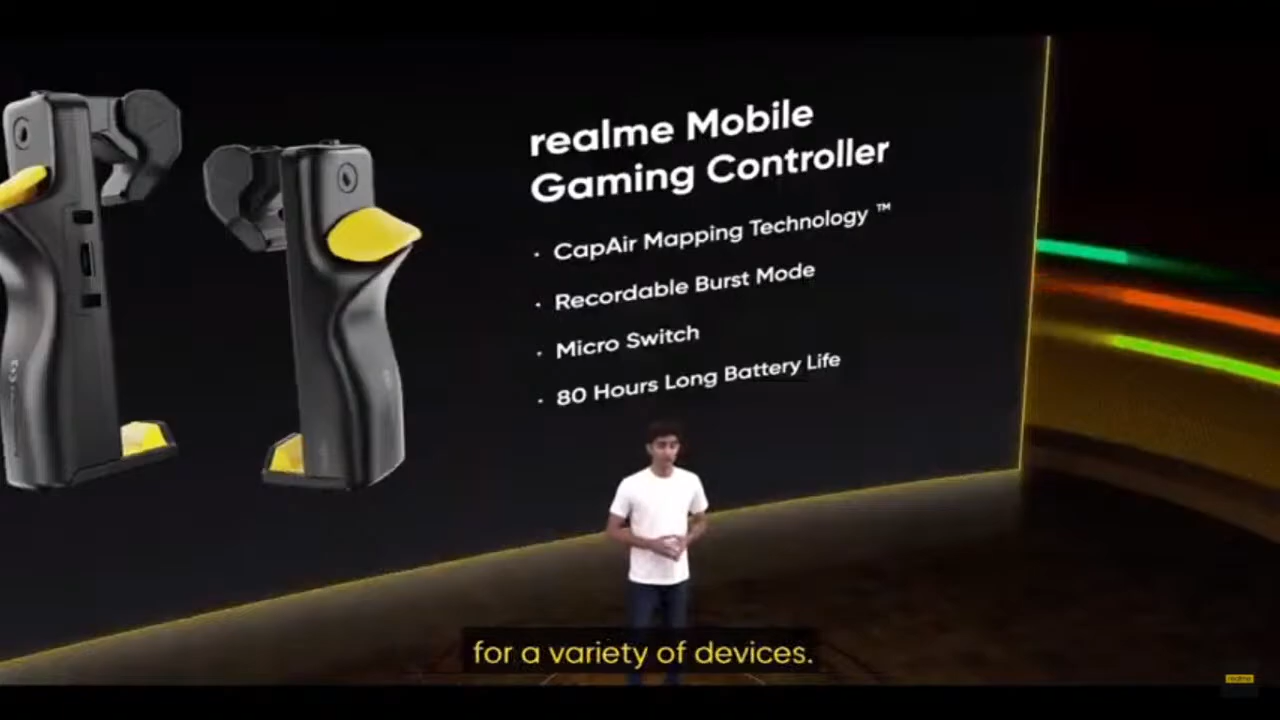 realme Mobile
Gaming Controller
· CapAir Mapping Technology ™
· Recordable Burst Mode
· Micro Switch
· 80 Hours Long Battery Life
for a variety of devices.
realme